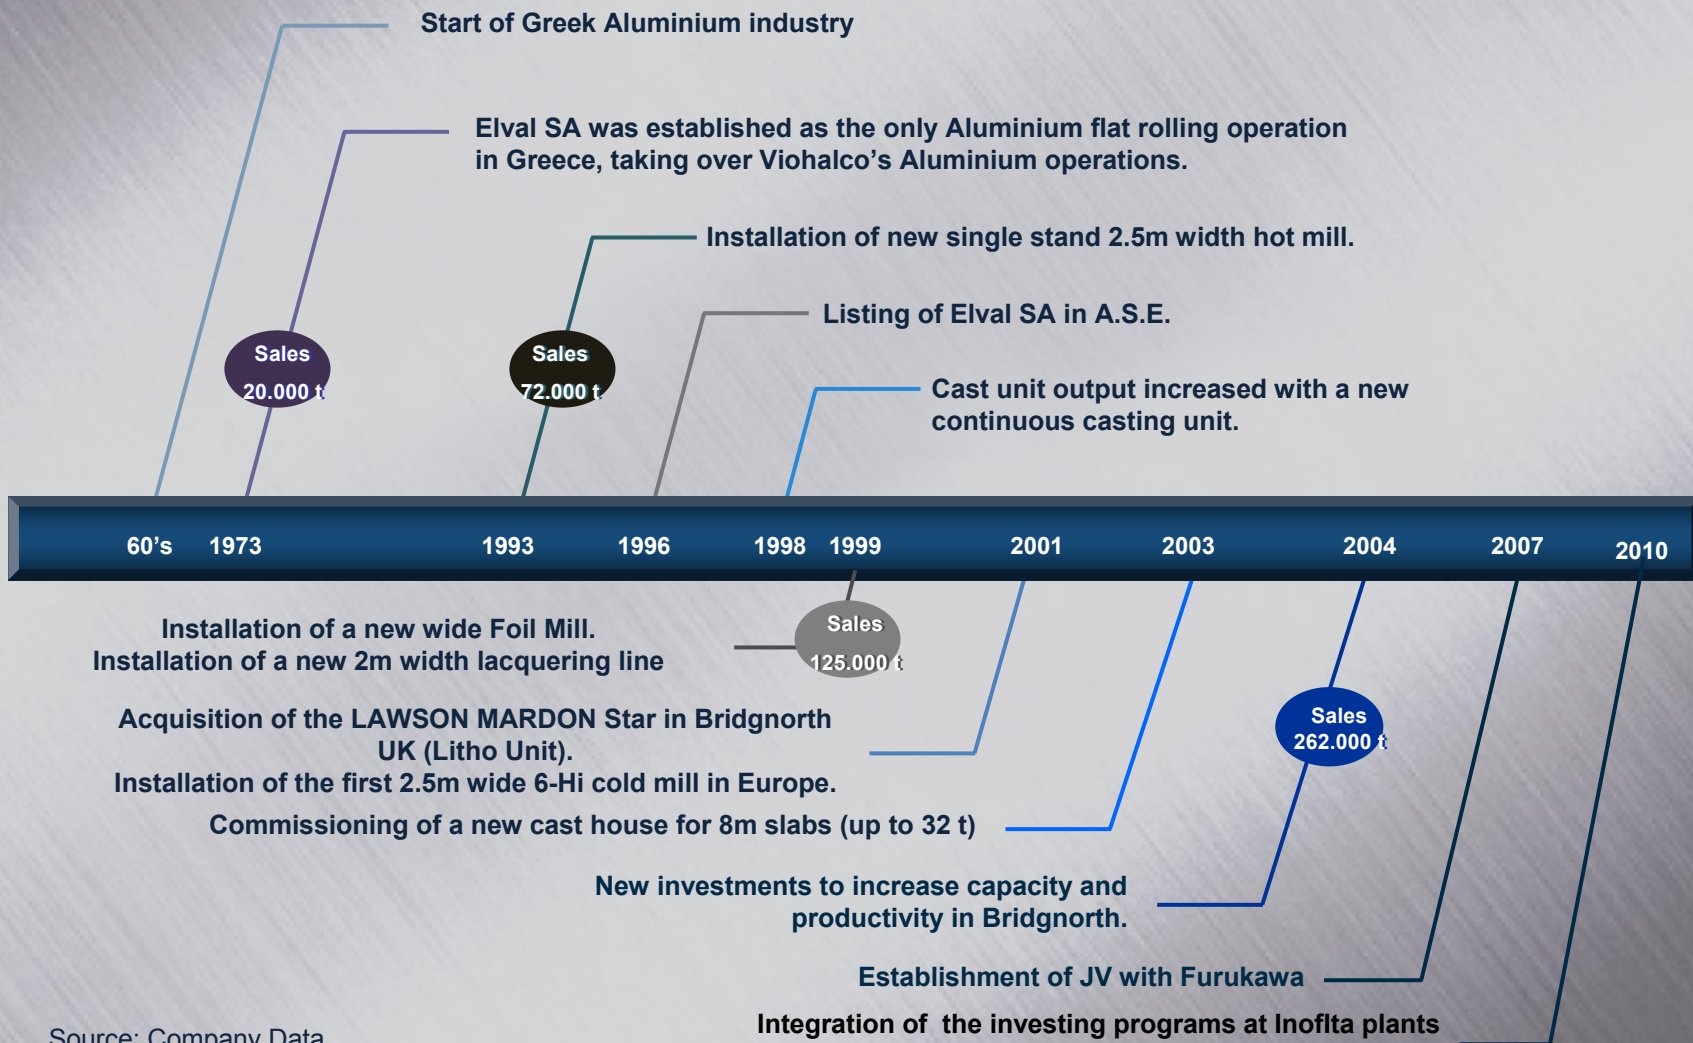 Start of Greek Aluminium industry
Elval SA was established as the only Aluminium flat rolling operation
in Greece, taking over Viohalco’s Aluminium operations.
Installation of new single stand 2.5m width hot mill.
Listing of Elval SA in A.S.E.
Sales
20.000 t
Sales
72.000 t
Cast unit output increased with a new
continuous casting unit.
60’s 1973 1993 1996 1998 1999 2001 2003 2004 2007 2010
Installation of a new wide Foil Mill.
Installation of a new 2m width lacquering line
Sales
125.000 t
Acquisition of the LAWSON MARDON Star in Bridgnorth
UK (Litho Unit).
Installation of the first 2.5m wide 6-Hi cold mill in Europe.
Sales
262.000 t
Commissioning of a new cast house for 8m slabs (up to 32 t)
New investments to increase capacity and
productivity in Bridgnorth.
Establishment of JV with Furukawa
Integration of the investing programs at Inofita plants
Source: Company Data